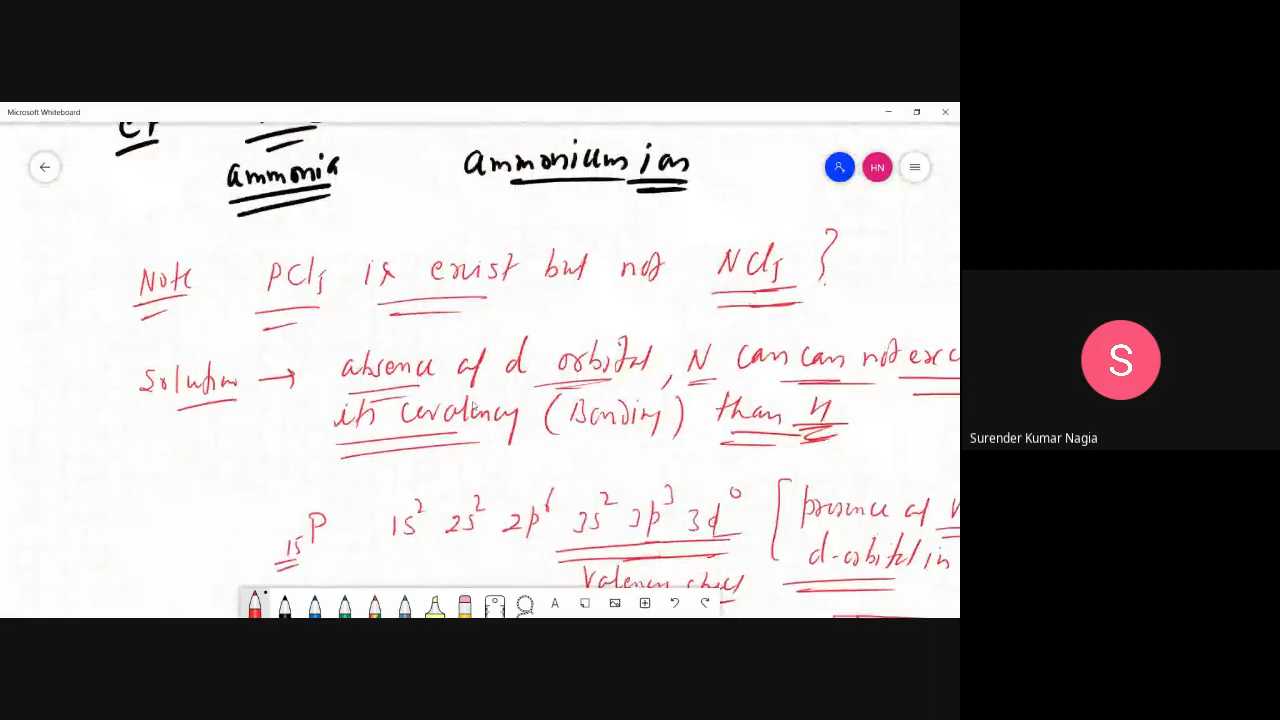 Microsoft Whiteboard
ammonia ammonium ion
HN
Note PCl5 is exist but not NCl5 ?
Solution → absence of d orbital, N can can not exc
its covalency (Bonding) than 4
15P 1s² 2s² 2p⁶ 3s² 3p³ 3d⁰ [ presence of
d-orbital in
Valence shell
S
Surender Kumar Nagia